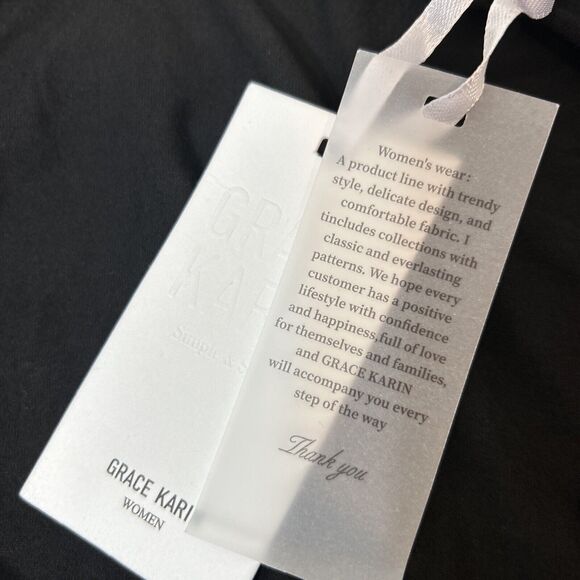 Women's wear:
A product line with trendy
style, delicate design, and
comfortable fabric. I
tincludes collections with
classic and everlasting
patterns. We hope every
customer has a positive
lifestyle with confidence
and happiness,full of love
for themselves and families,
and GRACE KARIN
will accompany you every
step of the way
Thank you
GRACE KARIN
WOMEN